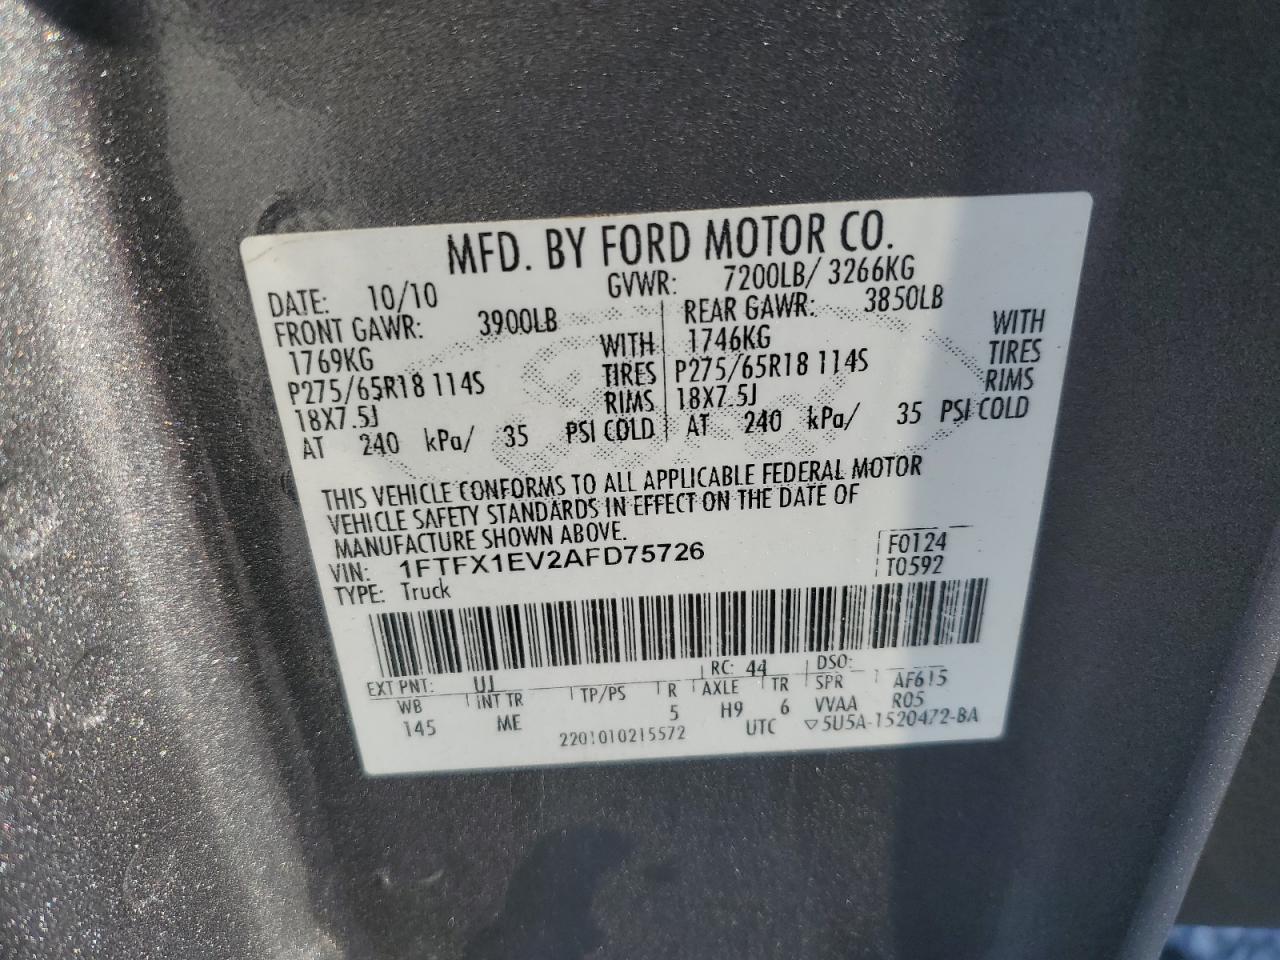 MFD. BY FORD MOTOR CO.
DATE: 10/10 GVWR: 7200LB/ 3266KG
FRONT GAWR: 3900LB REAR GAWR: 3850LB
1769KG WITH 1746KG WITH
P275/65R18 114S TIRES P275/65R18 114S TIRES
18X7.5J RIMS 18X7.5J RIMS
AT 240 kPa/ 35 PSI COLD AT 240 kPa/ 35 PSI COLD
THIS VEHICLE CONFORMS TO ALL APPLICABLE FEDERAL MOTOR
VEHICLE SAFETY STANDARDS IN EFFECT ON THE DATE OF
MANUFACTURE SHOWN ABOVE.
VIN: 1FTFX1EV2AFD75726 F0124
TYPE: Truck T0592
EXT PNT: UJ RC: 44 DSO:
WB INT TR TP/PS R AXLE TR SPR AF615
145 ME 5 H9 6 VVAA R05
2201010215572 UTC ▽5U5A-1520472-BA